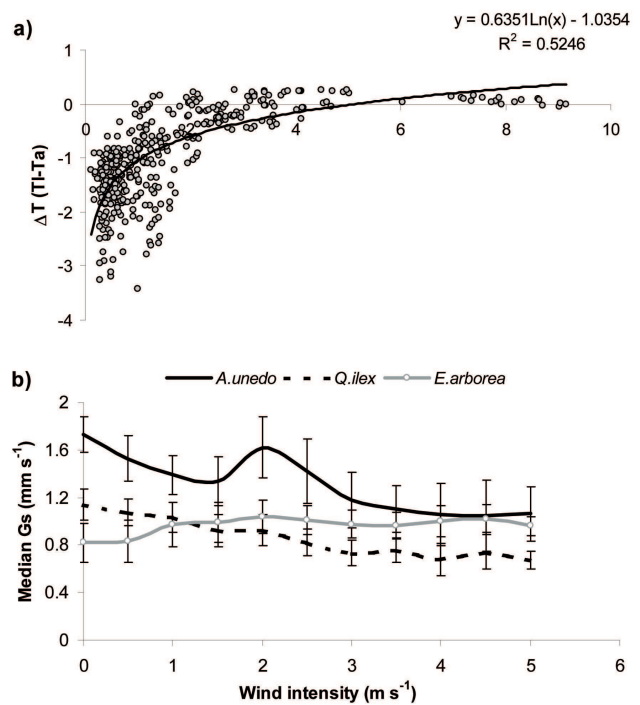 a)
y = 0.6351Ln(x) - 1.0354
R² = 0.5246
1
0
-1
-2
-3
-4
0 2 4 6 8 10
Δ T (Tl-Ta)
b)
A.unedo Q.ilex E.arborea
2
1.6
1.2
0.8
0.4
0
Median Gs (mm s⁻¹)
0 1 2 3 4 5 6
Wind intensity (m s⁻¹)